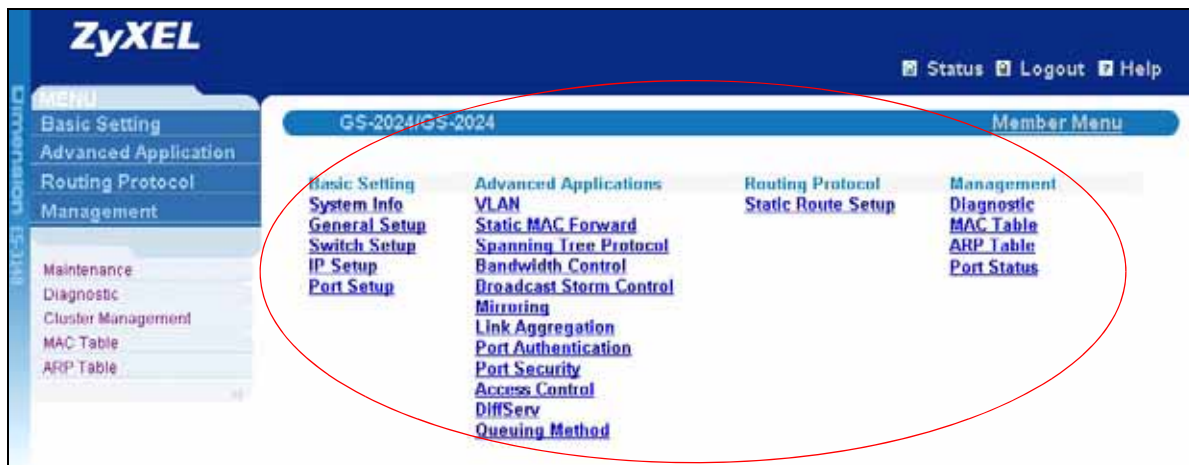 ZyXEL
Status Logout Help
MENU
Basic Setting
Advanced Application
Routing Protocol
Management
Maintenance
Diagnostic
Cluster Management
MAC Table
ARP Table
Dimension ES-3148
GS-2024/GS-2024 Member Menu
Basic Setting
System Info
General Setup
Switch Setup
IP Setup
Port Setup
Advanced Applications
VLAN
Static MAC Forward
Spanning Tree Protocol
Bandwidth Control
Broadcast Storm Control
Mirroring
Link Aggregation
Port Authentication
Port Security
Access Control
DiffServ
Queuing Method
Routing Protocol
Static Route Setup
Management
Diagnostic
MAC Table
ARP Table
Port Status